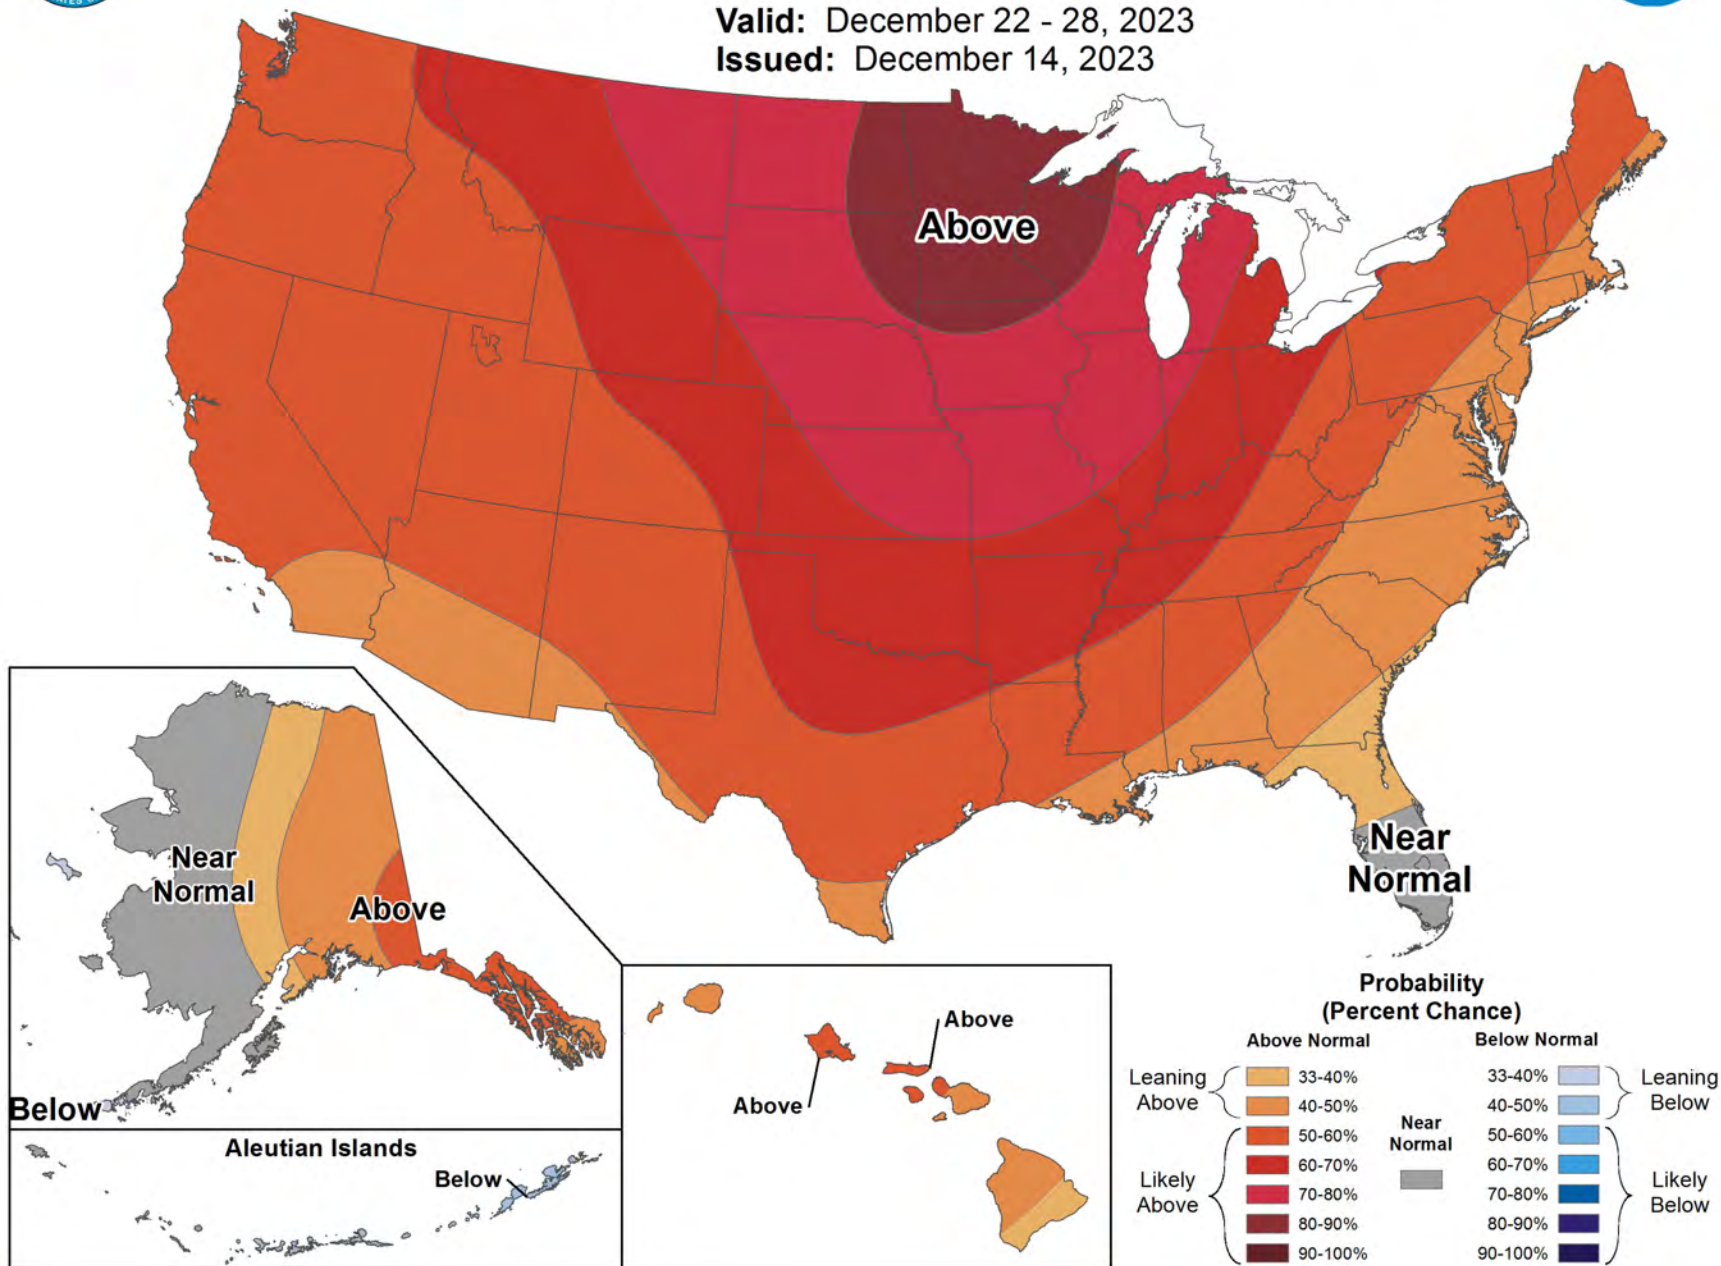 Valid: December 22 - 28, 2023
Issued: December 14, 2023
Above
Near
Normal
Near
Normal
Above
Below
Aleutian Islands
Below
Above
Above
Probability
(Percent Chance)
Above Normal
Below Normal
Leaning
Above
33-40%
40-50%
Likely
Above
50-60%
60-70%
70-80%
80-90%
90-100%
Near
Normal
33-40%
40-50%
Leaning
Below
50-60%
60-70%
70-80%
80-90%
90-100%
Likely
Below